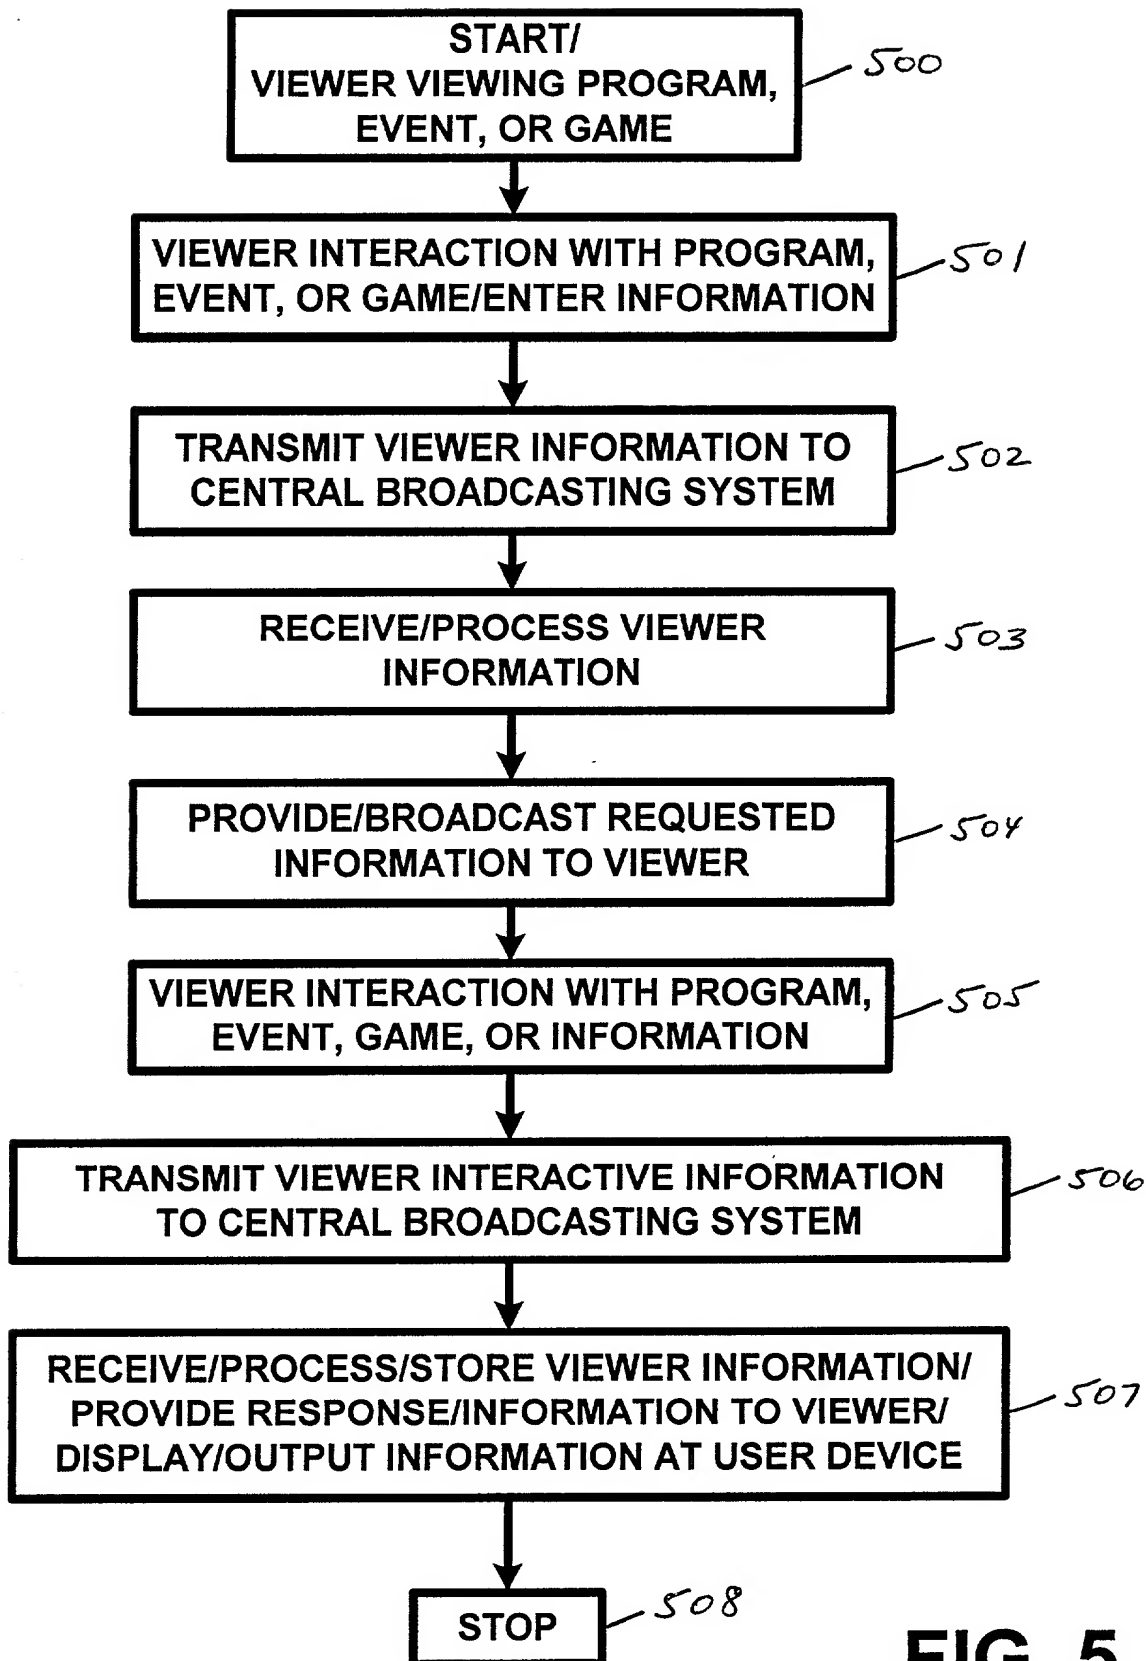 START/
VIEWER VIEWING PROGRAM,
EVENT, OR GAME
500
VIEWER INTERACTION WITH PROGRAM,
EVENT, OR GAME/ENTER INFORMATION
501
TRANSMIT VIEWER INFORMATION TO
CENTRAL BROADCASTING SYSTEM
502
RECEIVE/PROCESS VIEWER
INFORMATION
503
PROVIDE/BROADCAST REQUESTED
INFORMATION TO VIEWER
504
VIEWER INTERACTION WITH PROGRAM,
EVENT, GAME, OR INFORMATION
505
TRANSMIT VIEWER INTERACTIVE INFORMATION
TO CENTRAL BROADCASTING SYSTEM
506
RECEIVE/PROCESS/STORE VIEWER INFORMATION/
PROVIDE RESPONSE/INFORMATION TO VIEWER/
DISPLAY/OUTPUT INFORMATION AT USER DEVICE
507
STOP
508
FIG. 5